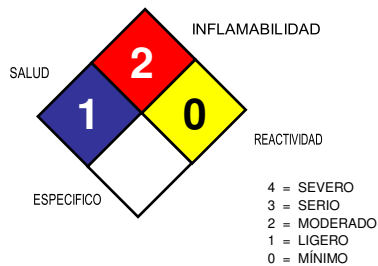 INFLAMABILIDAD
SALUD
2
1
0
REACTIVIDAD
ESPECIFICO
4 = SEVERO
3 = SERIO
2 = MODERADO
1 = LIGERO
0 = MÍNIMO